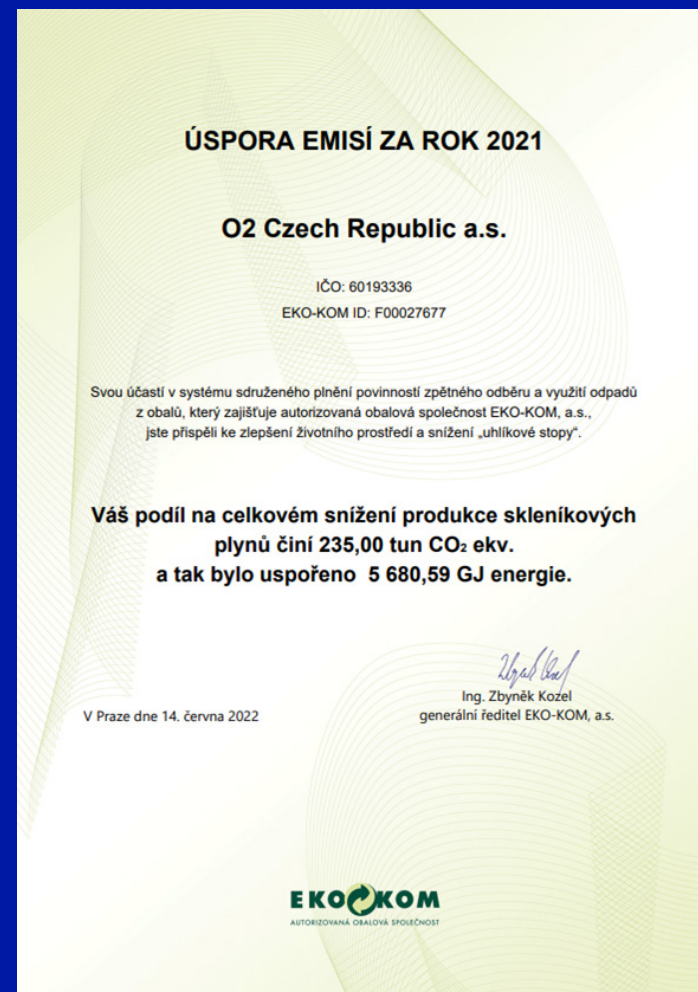 ÚSPORA EMISÍ ZA ROK 2021
O2 Czech Republic a.s.
IČO: 60193336
EKO-KOM ID: F00027677
Svou účastí v systému sdruženého plnění povinností zpětného odběru a využití odpadů
z obalů, který zajišťuje autorizovaná obalová společnost EKO-KOM, a.s.,
jste přispěli ke zlepšení životního prostředí a snížení „uhlíkové stopy“.
Váš podíl na celkovém snížení produkce skleníkových
plynů činí 235,00 tun CO₂ ekv.
a tak bylo uspořeno 5 680,59 GJ energie.
Ing. Zbyněk Kozel
V Praze dne 14. června 2022
generální ředitel EKO-KOM, a.s.
EKO KOM
AUTORIZOVANÁ OBALOVÁ SPOLEČNOST